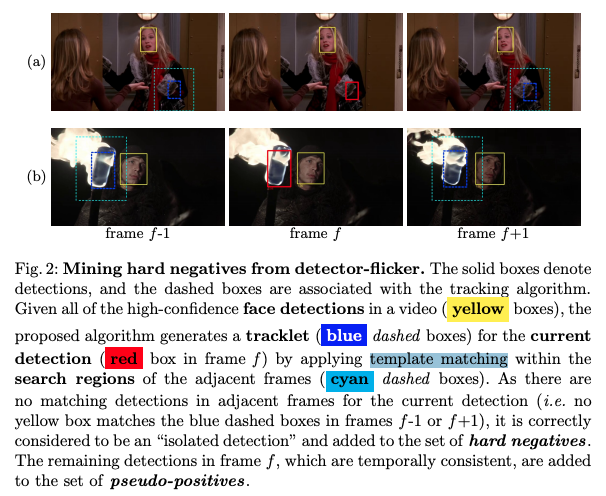 (a)
(b)
frame f-1 frame f frame f+1
Fig. 2: Mining hard negatives from detector-flicker. The solid boxes denote
detections, and the dashed boxes are associated with the tracking algorithm.
Given all of the high-confidence face detections in a video (yellow boxes), the
proposed algorithm generates a tracklet (blue dashed boxes) for the current
detection (red box in frame f) by applying template matching within the
search regions of the adjacent frames (cyan dashed boxes). As there are
no matching detections in adjacent frames for the current detection (i.e. no
yellow box matches the blue dashed boxes in frames f-1 or f+1), it is correctly
considered to be an “isolated detection” and added to the set of hard negatives.
The remaining detections in frame f, which are temporally consistent, are added
to the set of pseudo-positives.